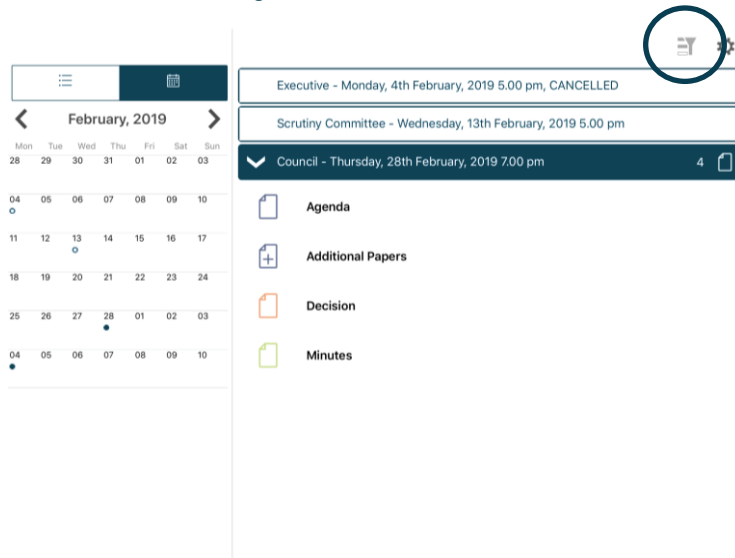 February, 2019
Mon Tue Wed Thu Fri Sat Sun
28 29 30 31 01 02 03
04 05 06 07 08 09 10
11 12 13 14 15 16 17
18 19 20 21 22 23 24
25 26 27 28 01 02 03
04 05 06 07 08 09 10
Executive - Monday, 4th February, 2019 5.00 pm, CANCELLED
Scrutiny Committee - Wednesday, 13th February, 2019 5.00 pm
Council - Thursday, 28th February, 2019 7.00 pm 4
Agenda
Additional Papers
Decision
Minutes